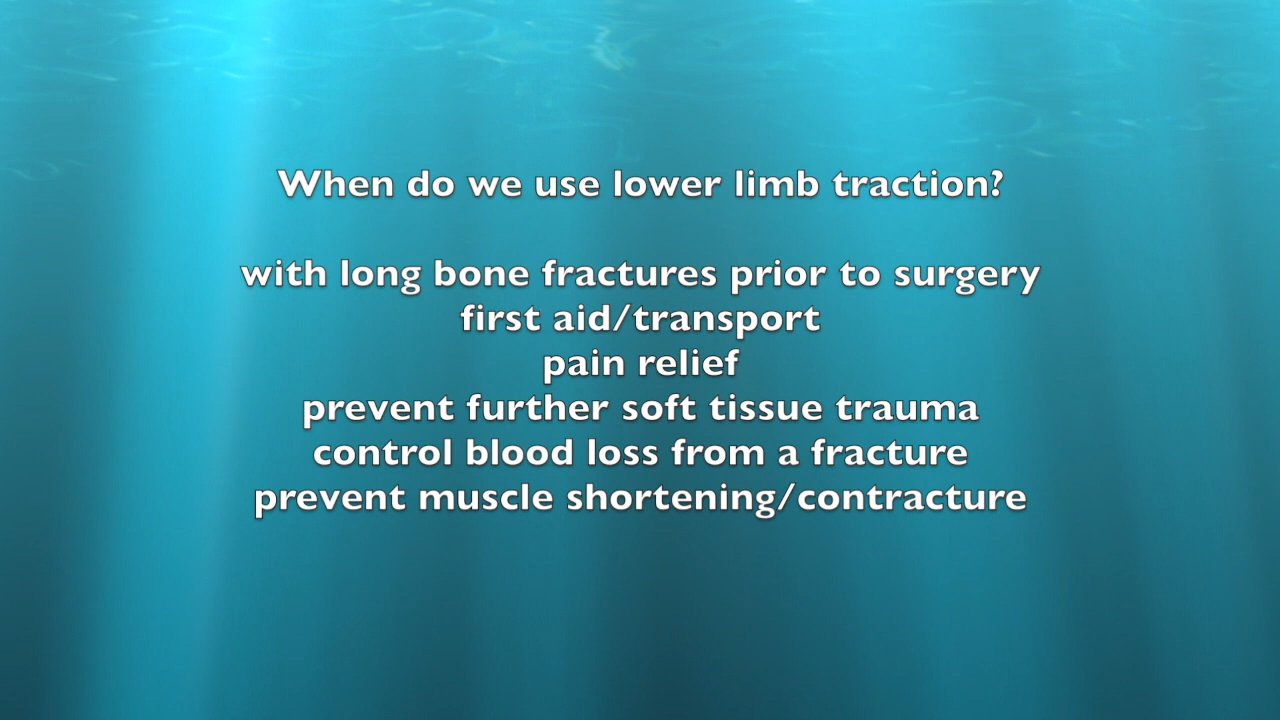 When do we use lower limb traction?
with long bone fractures prior to surgery
first aid/transport
pain relief
prevent further soft tissue trauma
control blood loss from a fracture
prevent muscle shortening/contracture